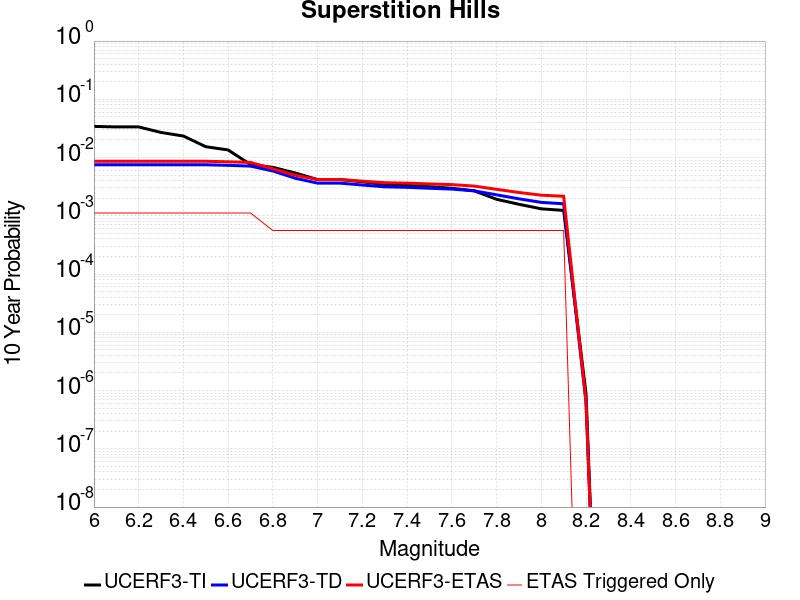 Superstition Hills
10 Year Probability
10^0
10^-1
10^-2
10^-3
10^-4
10^-5
10^-6
10^-7
10^-8
6 6.2 6.4 6.6 6.8 7 7.2 7.4 7.6 7.8 8 8.2 8.4 8.6 8.8 9
Magnitude
UCERF3-TI UCERF3-TD UCERF3-ETAS ETAS Triggered Only